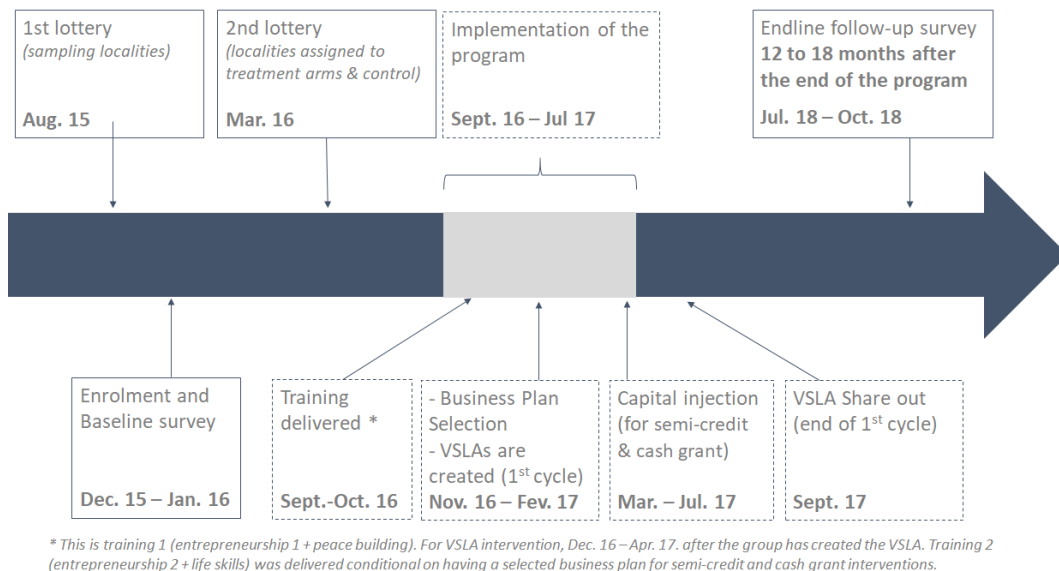 1st lottery
(sampling localities)
Aug. 15
2nd lottery
(localities assigned to
treatment arms & control)
Mar. 16
Implementation of the
program
Sept. 16 – Jul 17
Endline follow-up survey
12 to 18 months after
the end of the program
Jul. 18 – Oct. 18
Enrolment and
Baseline survey
Dec. 15 – Jan. 16
Training
delivered *
Sept.-Oct. 16
- Business Plan
Selection
- VSLAs are
created (1st cycle)
Nov. 16 – Fev. 17
Capital injection
(for semi-credit
& cash grant)
Mar. – Jul. 17
VSLA Share out
(end of 1st cycle)
Sept. 17
* This is training 1 (entrepreneurship 1 + peace building). For VSLA intervention, Dec. 16 – Apr. 17. after the group has created the VSLA. Training 2
(entrepreneurship 2 + life skills) was delivered conditional on having a selected business plan for semi-credit and cash grant interventions.